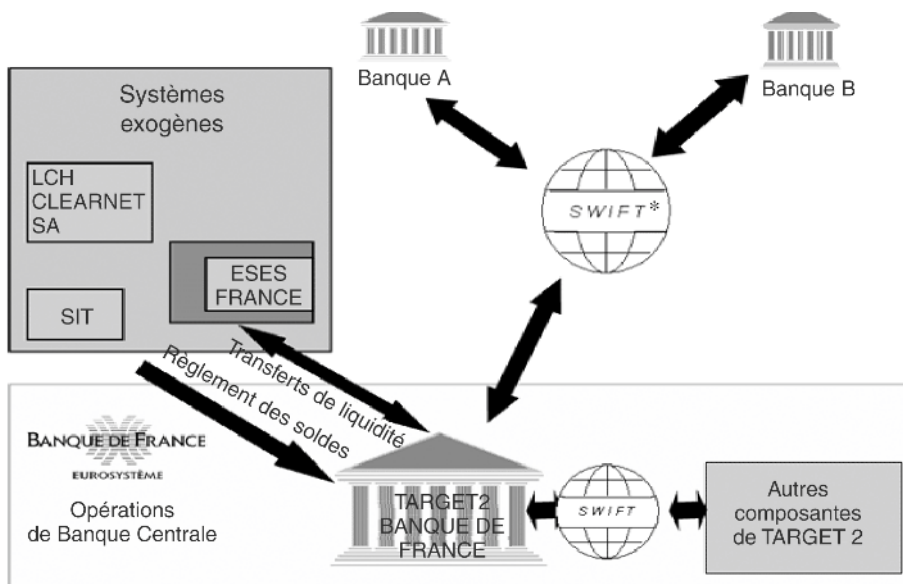 Banque A
Banque B
Systèmes
exogènes
LCH
CLEARNET
SA
ESES
FRANCE
SIT
SWIFT*
Transferts de liquidité
Règlement des soldes
BANQUE DE FRANCE
EUROSYSTÈME
Opérations
de Banque Centrale
TARGET2
BANQUE DE
FRANCE
SWIFT
Autres
composantes
de TARGET 2